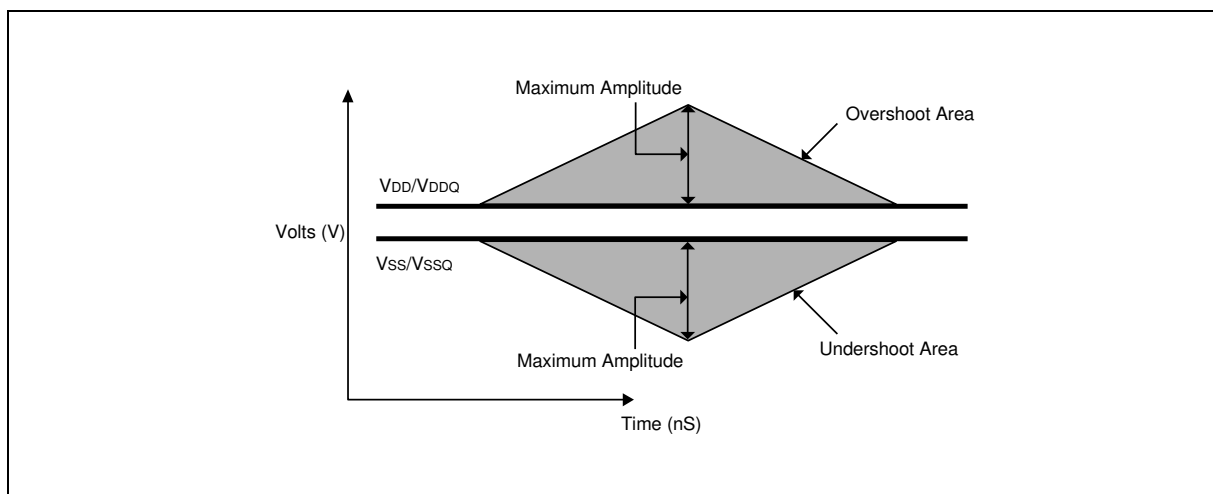 Maximum Amplitude
Overshoot Area
VDD/VDDQ
Volts (V)
VSS/VSSQ
Maximum Amplitude
Undershoot Area
Time (nS)